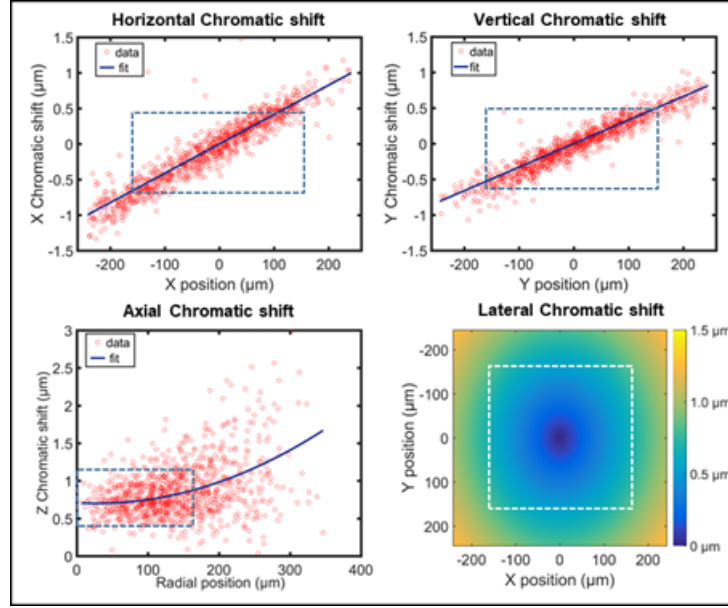 Horizontal Chromatic shift
1.5
1
0.5
0
-0.5
-1
1.5
X Chromatic shift (µm)
data
fit
-200 -100 0 100 200
X position (µm)
Vertical Chromatic shift
1.5
1
0.5
0
-0.5
-1
1.5
Y Chromatic shift (µm)
data
fit
-200 -100 0 100 200
Y position (µm)
Axial Chromatic shift
3
2.5
2
1.5
1
0.5
0
Z Chromatic shift (µm)
data
fit
0 100 200 300 400
Radial position (µm)
Lateral Chromatic shift
-200
-100
0
100
200
Y position (µm)
-200 -100 0 100 200
X position (µm)
1.5 µm
1.0 µm
0.5 µm
0 µm